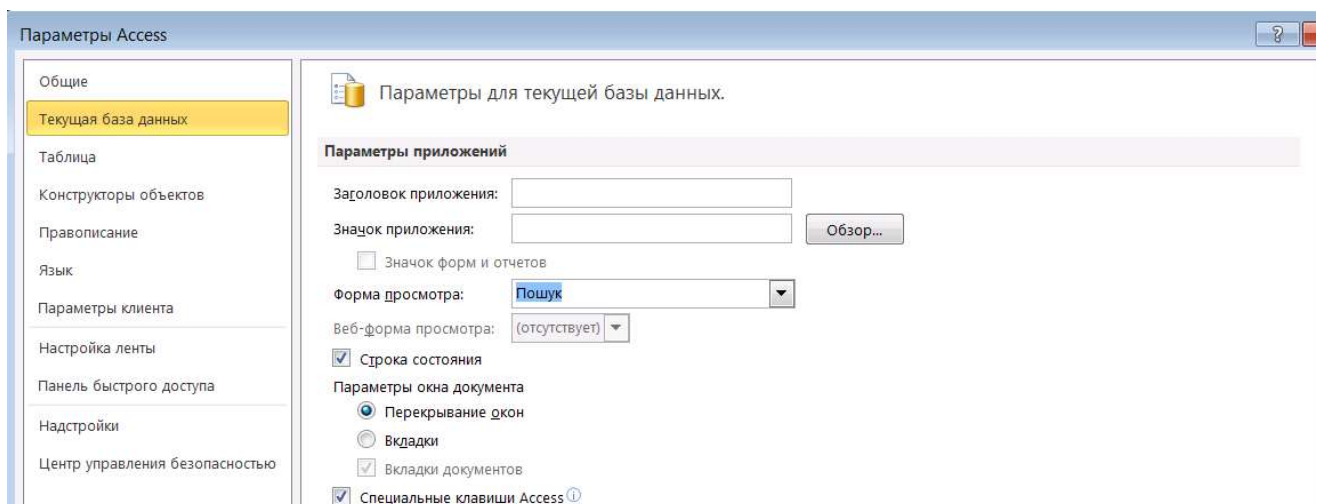 Параметры Access
Общие
Текущая база данных
Таблица
Конструкторы объектов
Правописание
Язык
Параметры клиента
Настройка ленты
Панель быстрого доступа
Надстройки
Центр управления безопасностью
Параметры для текущей базы данных.
Параметры приложений
Заголовок приложения:
Значок приложения: Обзор...
Значок форм и отчетов
Форма просмотра: Пошук
Веб-форма просмотра: (отсутствует)
Строка состояния
Параметры окна документа
Перекрывание окон
Вкладки
Вкладки документов
Специальные клавиши Access